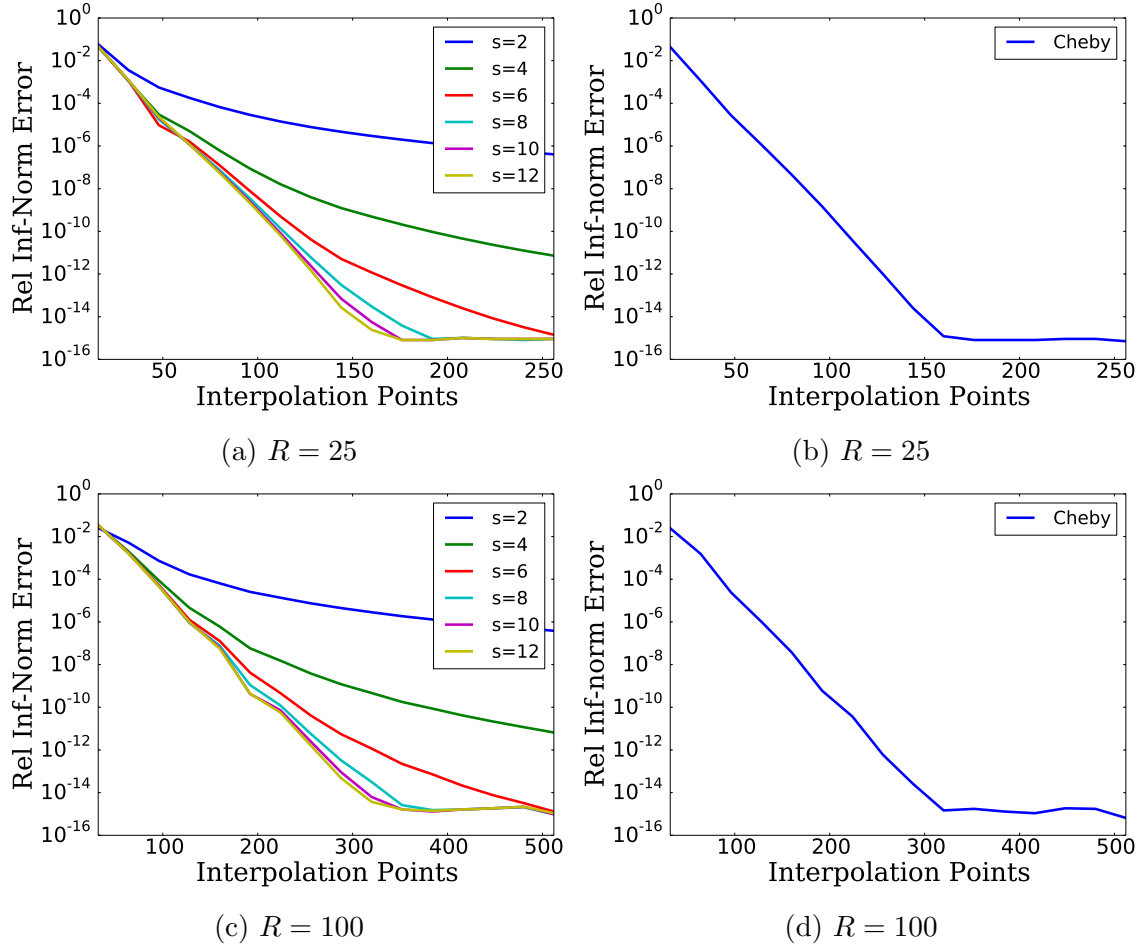 10^0
10^-2
10^-4
10^-6
10^-8
10^-10
10^-12
10^-14
10^-16
Rel Inf-Norm Error
s=2
s=4
s=6
s=8
s=10
s=12
50 100 150 200 250
Interpolation Points
(a) R = 25
10^0
10^-2
10^-4
10^-6
10^-8
10^-10
10^-12
10^-14
10^-16
Rel Inf-norm Error
Cheby
50 100 150 200 250
Interpolation Points
(b) R = 25
10^0
10^-2
10^-4
10^-6
10^-8
10^-10
10^-12
10^-14
10^-16
Rel Inf-Norm Error
s=2
s=4
s=6
s=8
s=10
s=12
100 200 300 400 500
Interpolation Points
(c) R = 100
10^0
10^-2
10^-4
10^-6
10^-8
10^-10
10^-12
10^-14
10^-16
Rel Inf-norm Error
Cheby
100 200 300 400 500
Interpolation Points
(d) R = 100